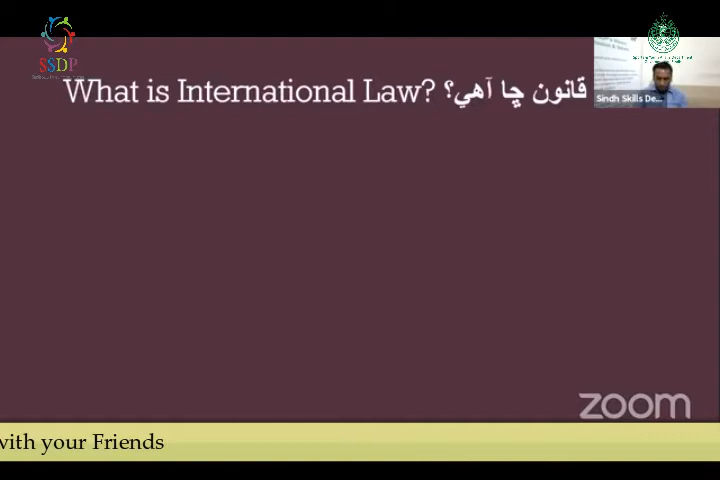 SSDP
What is International Law? قانون ڇا آهي؟
Sindh Skills De...
zoom
with your Friends